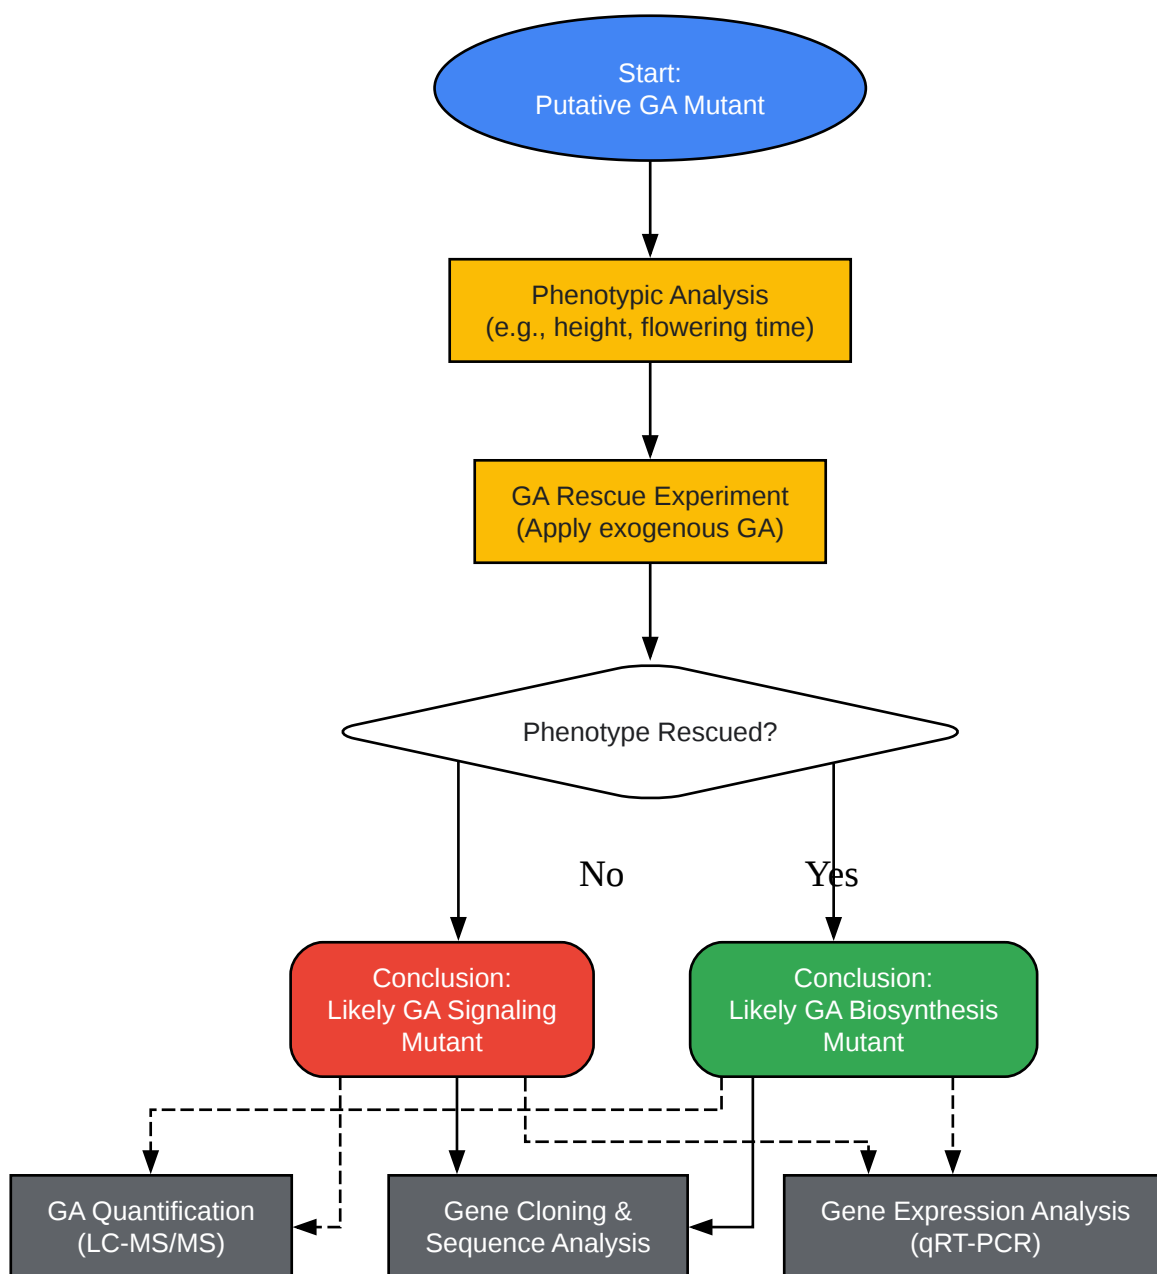 Start:
Putative GA Mutant
Phenotypic Analysis
(e.g., height, flowering time)
GA Rescue Experiment
(Apply exogenous GA)
Phenotype Rescued?
No
Yes
Conclusion:
Likely GA Signaling
Mutant
Conclusion:
Likely GA Biosynthesis
Mutant
GA Quantification
(LC-MS/MS)
Gene Cloning &
Sequence Analysis
Gene Expression Analysis
(qRT-PCR)